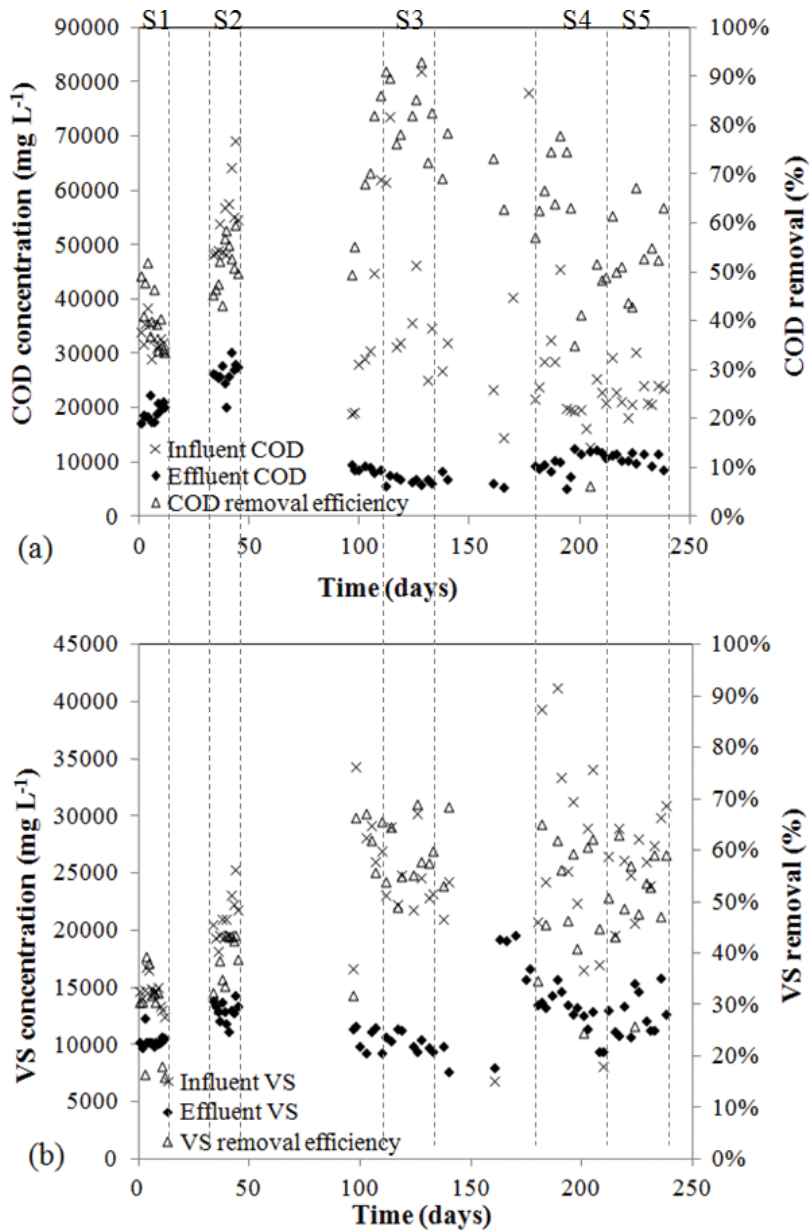 S1 S2 S3 S4 S5
COD concentration (mg L⁻¹)
90000
80000
70000
60000
50000
40000
30000
20000
10000
0
Influent COD
Effluent COD
COD removal efficiency
100%
90%
80%
70%
60%
50%
40%
30%
20%
10%
0%
COD removal (%)
0 50 100 150 200 250
(a)
Time (days)
VS concentration (mg L⁻¹)
45000
40000
35000
30000
25000
20000
15000
10000
5000
0
Influent VS
Effluent VS
VS removal efficiency
100%
90%
80%
70%
60%
50%
40%
30%
20%
10%
0%
VS removal (%)
(b)
0 50 100 150 200 250
Time (days)